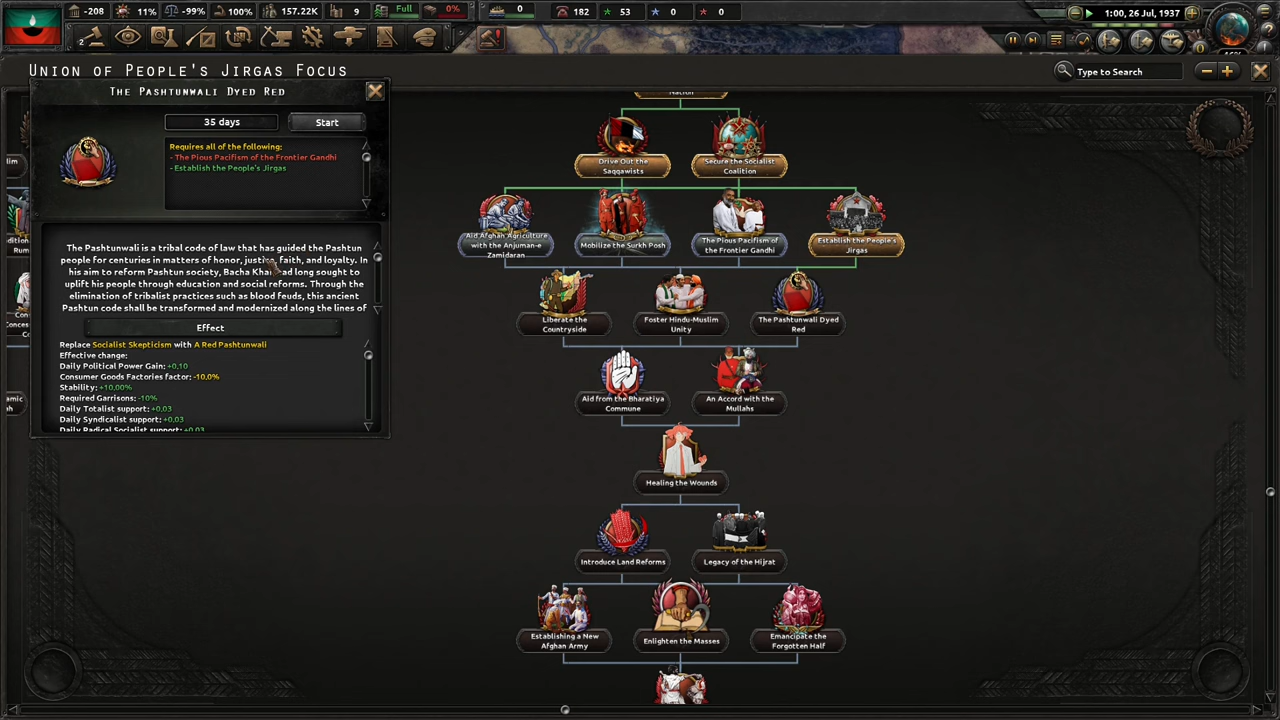 -208
11%
-99%
100%
157.22K
9
Full
0%
0
182
53
0
0
1:00, 26 Jul, 1937
2
0
UNION OF PEOPLE'S JIRGAS FOCUS
Type to Search
THE PASHTUNWALI DYED RED
35 days
Start
Requires all of the following:
- The Pious Pacifism of the Frontier Gandhi
- Establish the People's Jirgas
The Pashtunwali is a tribal code of law that has guided the Pashtun
people for centuries in matters of honor, justice, faith, and loyalty. In
his aim to reform Pashtun society, Bacha Khan had long sought to
uplift his people through education and social reforms. Through the
elimination of tribalist practices such as blood feuds, this ancient
Pashtun code shall be transformed and modernized along the lines of
Effect
Replace Socialist Skepticism with A Red Pashtunwali
Effective change:
Daily Political Power Gain: +0.10
Consumer Goods Factories factor: -10.0%
Stability: +10.00%
Required Garrisons: -10%
Daily Totalist support: +0.03
Daily Syndicalist support: +0.03
Daily Radical Socialist support: +0.03
Nation
Drive Out the
Saqqawists
Secure the Socialist
Coalition
Aid Afghan Agriculture
with the Anjuman-e
Zamidaran
Mobilize the Surkh Posh
The Pious Pacifism of
the Frontier Gandhi
Establish the People's
Jirgas
Liberate the
Countryside
Foster Hindu-Muslim
Unity
The Pashtunwali Dyed
Red
Aid from the Bharatiya
Commune
An Accord with the
Mullahs
Healing the Wounds
Introduce Land Reforms
Legacy of the Hijrat
Establishing a New
Afghan Army
Enlighten the Masses
Emancipate the
Forgotten Half